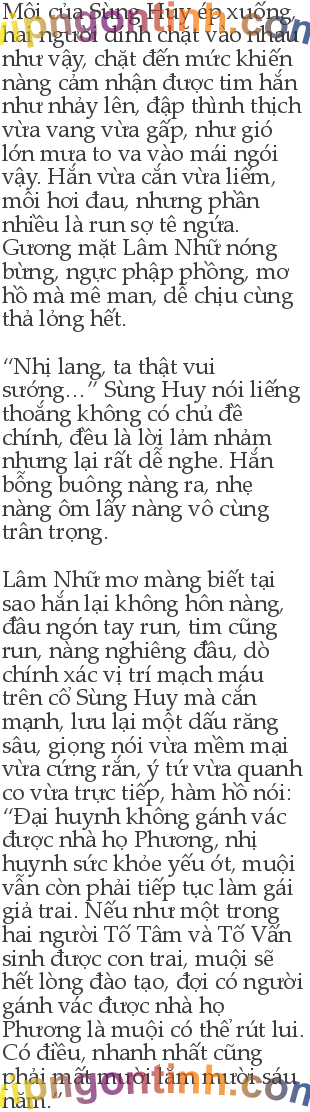 Môi của Sùng Huy ép xuống,
hai người dính chặt vào nhau
như vậy, chặt đến mức khiến
nàng cảm nhận được tim hắn
như nhảy lên, đập thình thịch
vừa vang vừa gấp, như gió
lớn mưa to va vào mái ngói
vậy. Hắn vừa cắn vừa liếm,
môi hơi đau, nhưng phần
nhiều là run sợ tê ngứa.
Gương mặt Lâm Nhữ nóng
bừng, ngực phập phồng, mơ
hồ mà mê man, dễ chịu cùng
thả lỏng hết.

“Nhị lang, ta thật vui
sướng…” Sùng Huy nói liếng
thoắng không có chủ đề
chính, đều là lời lảm nhảm
nhưng lại rất dễ nghe. Hắn
bỗng buông nàng ra, nhẹ
nàng ôm lấy nàng vô cùng
trân trọng.

Lâm Nhữ mơ màng biết tại
sao hắn lại không hôn nàng,
đầu ngón tay run, tim cũng
run, nàng nghiêng đầu, dò
chính xác vị trí mạch máu
trên cổ Sùng Huy mà cắn
mạnh, lưu lại một dấu răng
sâu, giọng nói vừa mềm mại
vừa cứng rắn, ý tứ vừa quanh
co vừa trực tiếp, hàm hồ nói:
“Đại huynh không gánh vác
được nhà họ Phương, nhị
huynh sức khỏe yếu ớt, muội
vẫn còn phải tiếp tục làm gái
giả trai. Nếu như một trong
hai người Tố Tâm và Tố Vấn
sinh được con trai, muội sẽ
hết lòng đào tạo, đợi có người
gánh vác được nhà họ
Phương là muội có thể rút lui.
Có điều, nhanh nhất cũng
phải mất mười lăm mười sáu
năm.”
vnpngontinh.com
vnpngontinh.com